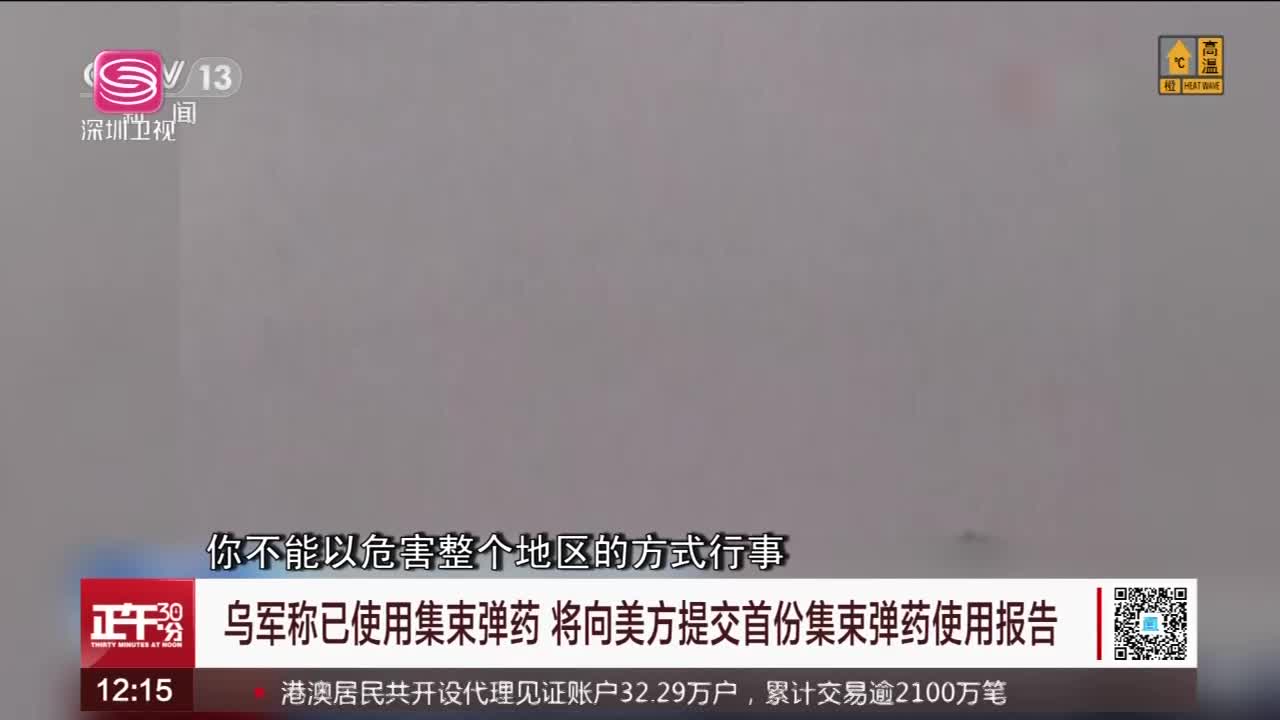 13
新闻
深圳卫视
高温
℃
橙
HEAT WAVE
你不能以危害整个地区的方式行事
正午30分
THIRTY MINUTES AT NOON
乌军称已使用集束弹药 将向美方提交首份集束弹药使用报告
12:15
港澳居民共开设代理见证账户32.29万户，累计交易逾2100万笔